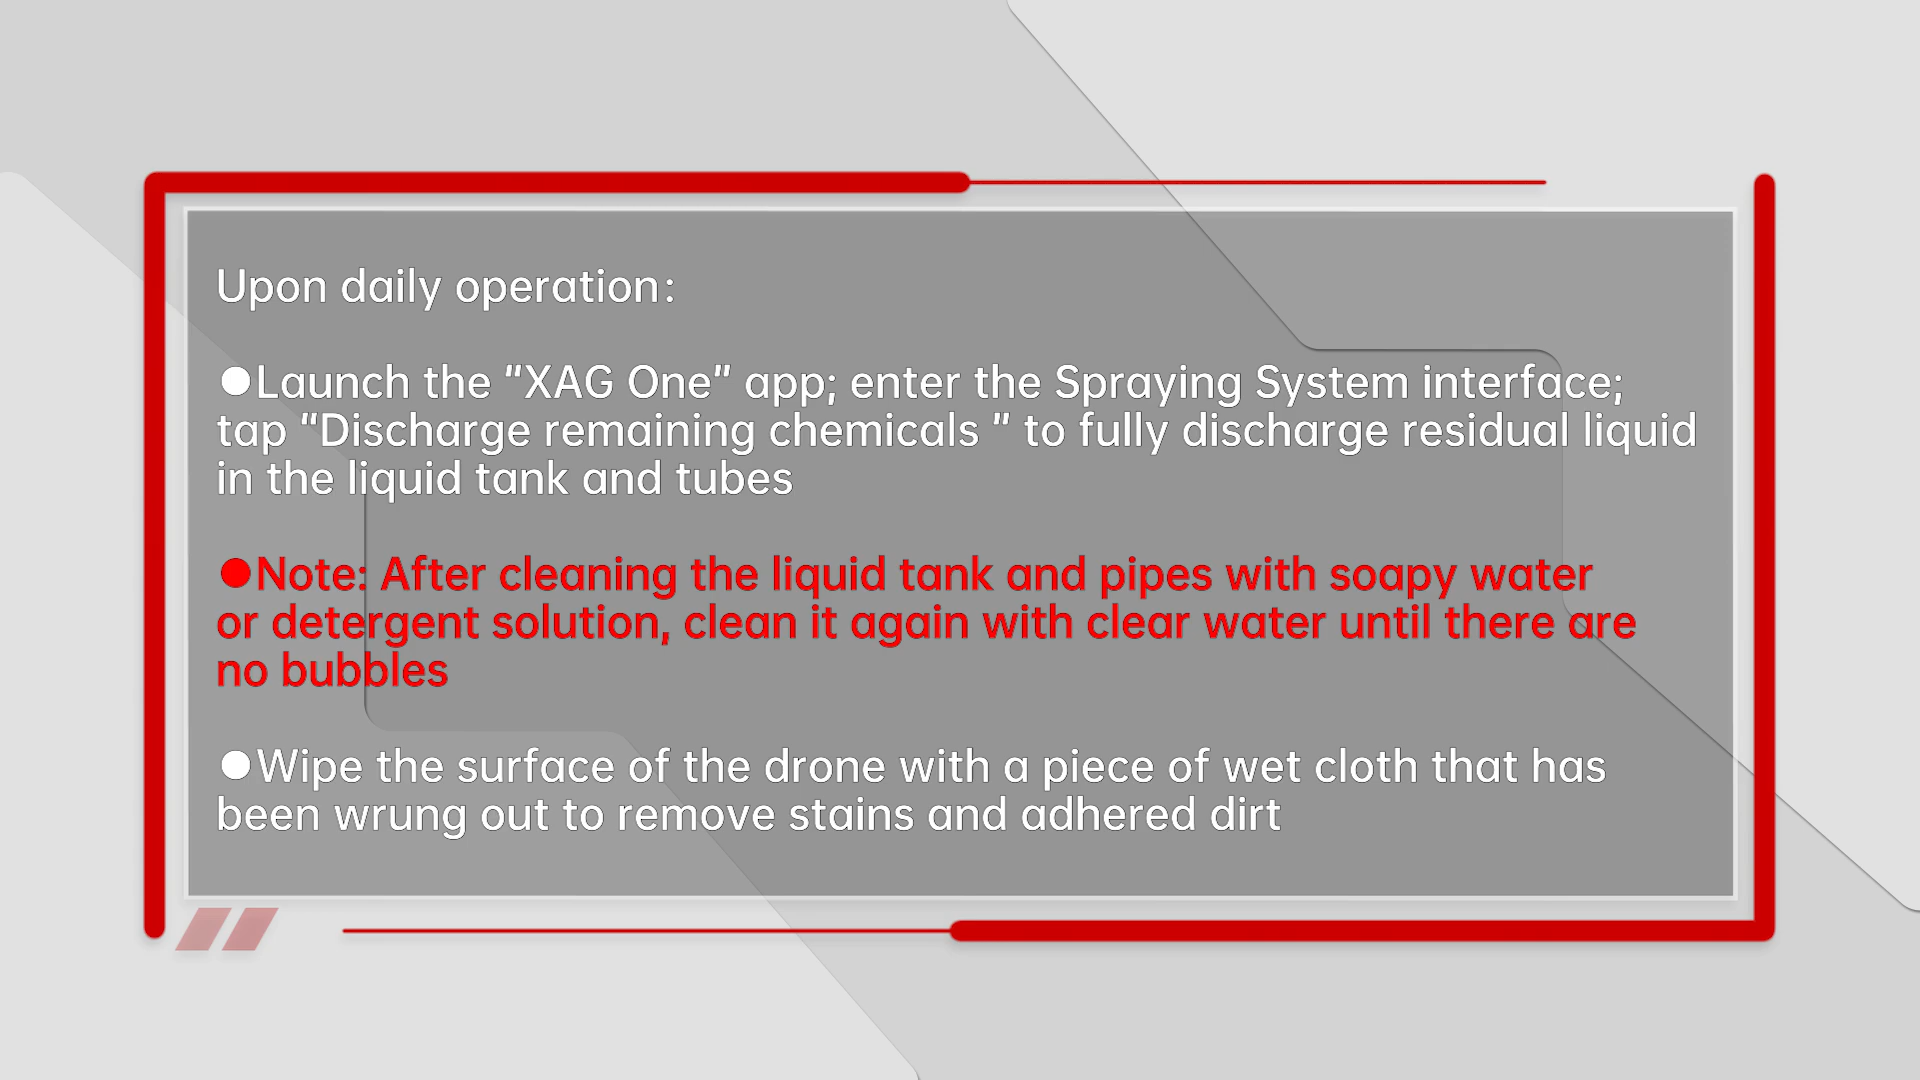 Upon daily operation:
●Launch the "XAG One" app; enter the Spraying System interface;
tap "Discharge remaining chemicals " to fully discharge residual liquid
in the liquid tank and tubes
●Note: After cleaning the liquid tank and pipes with soapy water
or detergent solution, clean it again with clear water until there are
no bubbles
●Wipe the surface of the drone with a piece of wet cloth that has
been wrung out to remove stains and adhered dirt